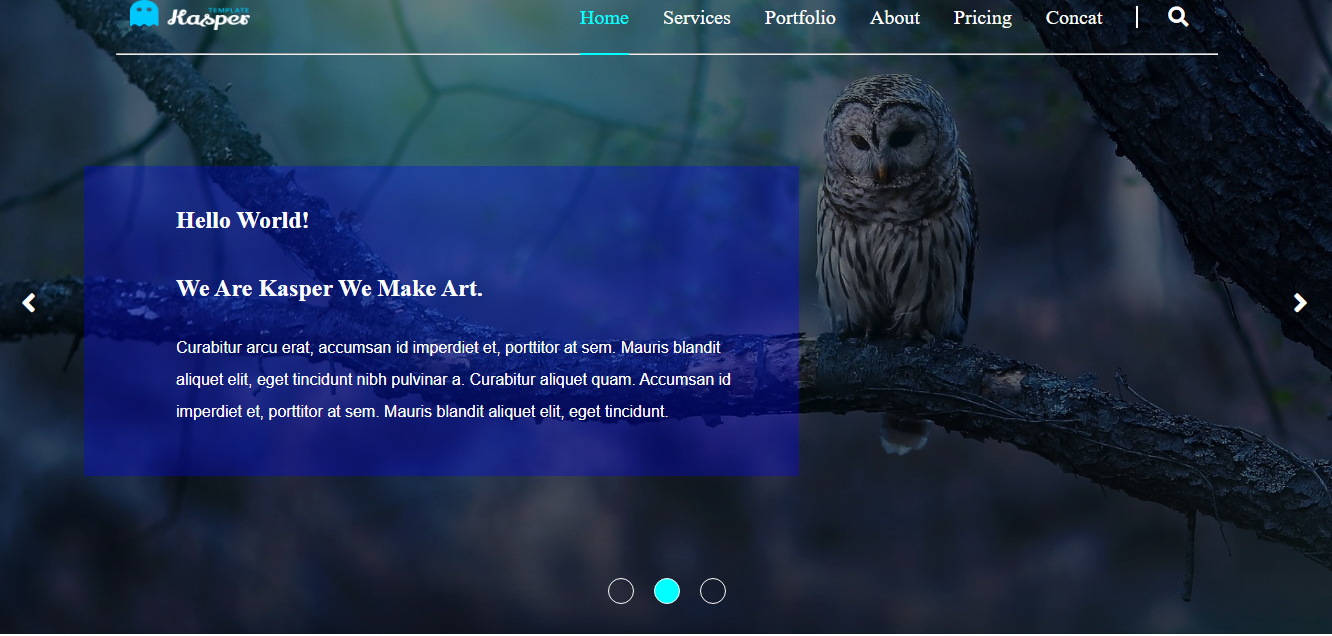 TEMPLATE
Kasper
Home Services Portfolio About Pricing Concat
Hello World!
We Are Kasper We Make Art.
Curabitur arcu erat, accumsan id imperdiet et, porttitor at sem. Mauris blandit
aliquet elit, eget tincidunt nibh pulvinar a. Curabitur aliquet quam. Accumsan id
imperdiet et, porttitor at sem. Mauris blandit aliquet elit, eget tincidunt.